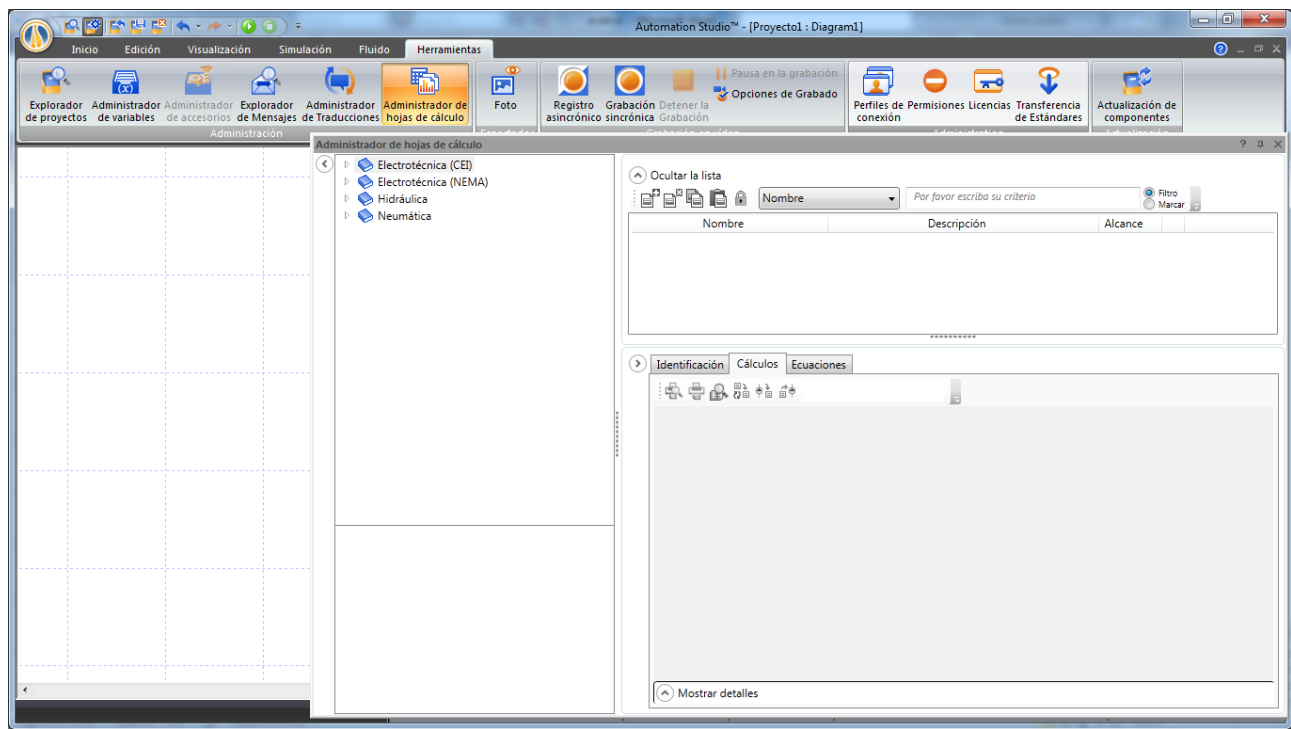 Automation Studio™ - [Proyecto1 : Diagram1]
Inicio Edición Visualización Simulación Fluido Herramientas
Explorador de proyectos
Administrador de variables
Administrador de accesorios
Explorador de Mensajes
Administrador de Traducciones
Administrador de hojas de cálculo
Administración
Foto
Registro asincrónico
Grabación sincrónica
Detener la Grabación
Pausa en la grabación
Opciones de Grabado
Perfiles de conexión
Permisiones
Licencias
Transferencia de Estándares
Actualización de componentes
Administrador de hojas de cálculo
Electrotécnica (CEI)
Electrotécnica (NEMA)
Hidráulica
Neumática
Ocultar la lista
Nombre
Por favor escriba su criterio
Filtro
Marcar
Nombre Descripción Alcance
Identificación Cálculos Ecuaciones
Mostrar detalles